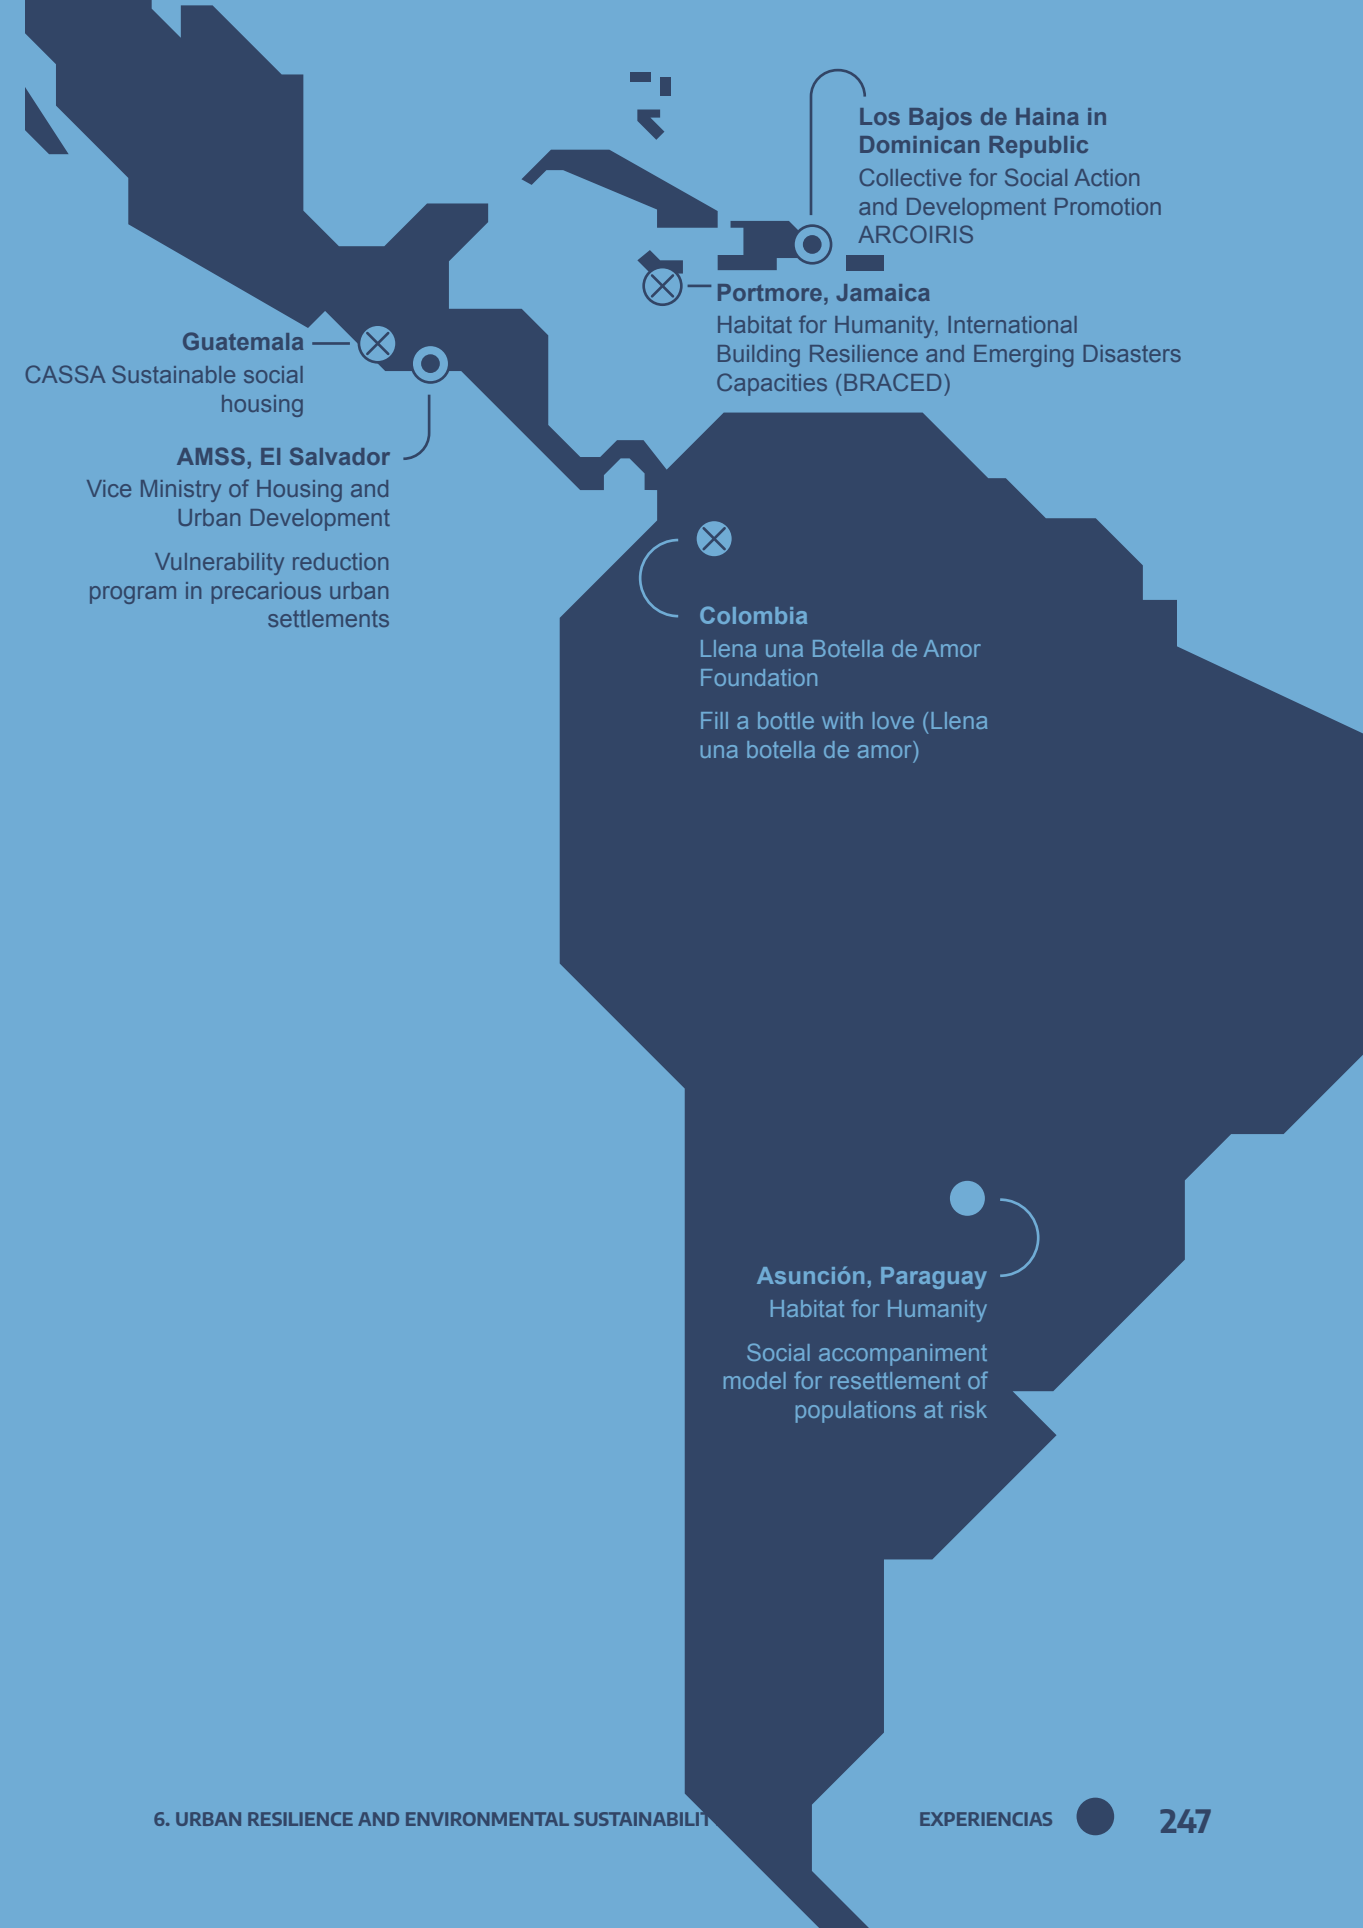 Los Bajos de Haina in
Dominican Republic
Collective for Social Action
and Development Promotion
ARCOIRIS
Portmore, Jamaica
Habitat for Humanity, International
Building Resilience and Emerging Disasters
Capacities (BRACED)
Guatemala
CASSA Sustainable social
housing
AMSS, El Salvador
Vice Ministry of Housing and
Urban Development
Vulnerability reduction
program in precarious urban
settlements
Colombia
Llena una Botella de Amor
Foundation
Fill a bottle with love (Llena
una botella de amor)
Asunción, Paraguay
Habitat for Humanity
Social accompaniment
model for resettlement of
populations at risk
6. URBAN RESILIENCE AND ENVIRONMENTAL SUSTAINABILIT
EXPERIENCIAS
247